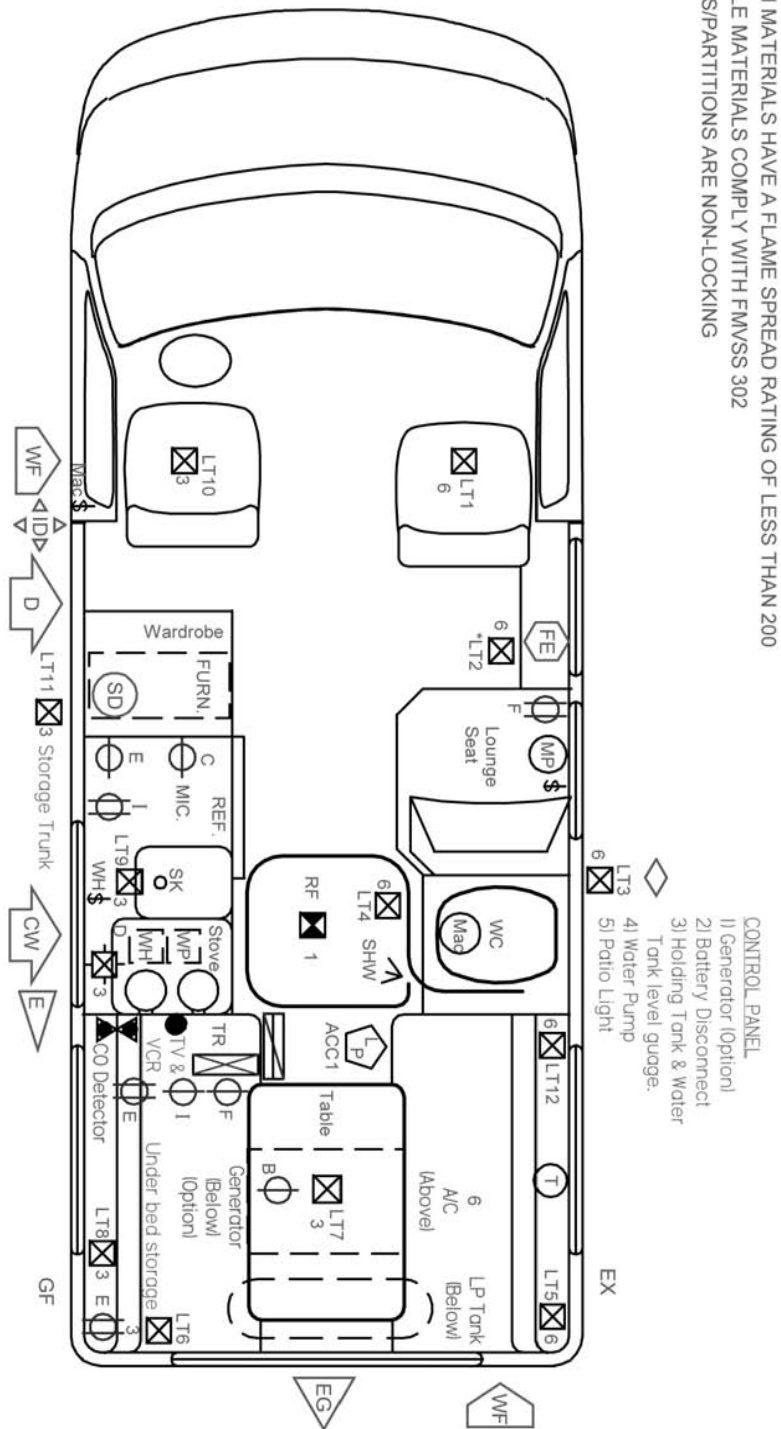 MATERIALS HAVE A FLAME SPREAD RATING OF LESS THAN 200
LE MATERIALS COMPLY WITH FMVSS 302
S/PARTITIONS ARE NON-LOCKING
CONTROL PANEL
1) Generator (Option)
2) Battery Disconnect
3) Holding Tank & Water
Tank level guage.
4) Water Pump
5) Patio Light
LT3
6
EX
WF
FE
F
MP
$
6
LT12
T
LT5
6
LT1
6
6
*LT2
Lounge
Seat
WC
Mac
6
A/C
(Above)
LP Tank
(Below)
6
LT4
SHW
RF
1
LP
ACC1
Table
LT7
3
B
EG
LT10
3
Wardrobe
FURN.
SD
REF.
MIC.
C
E
I
SK
LT9
3
Stove
WP
WH
D
3
TR
TV &
VCR
F
I
E
Generator
(Below)
(Option)
Under bed storage
LT6
3
E
LT8
3
CO Detector
Mac $
WH $
WF
ID
D
LT11
3 Storage Trunk
CW
E
GF